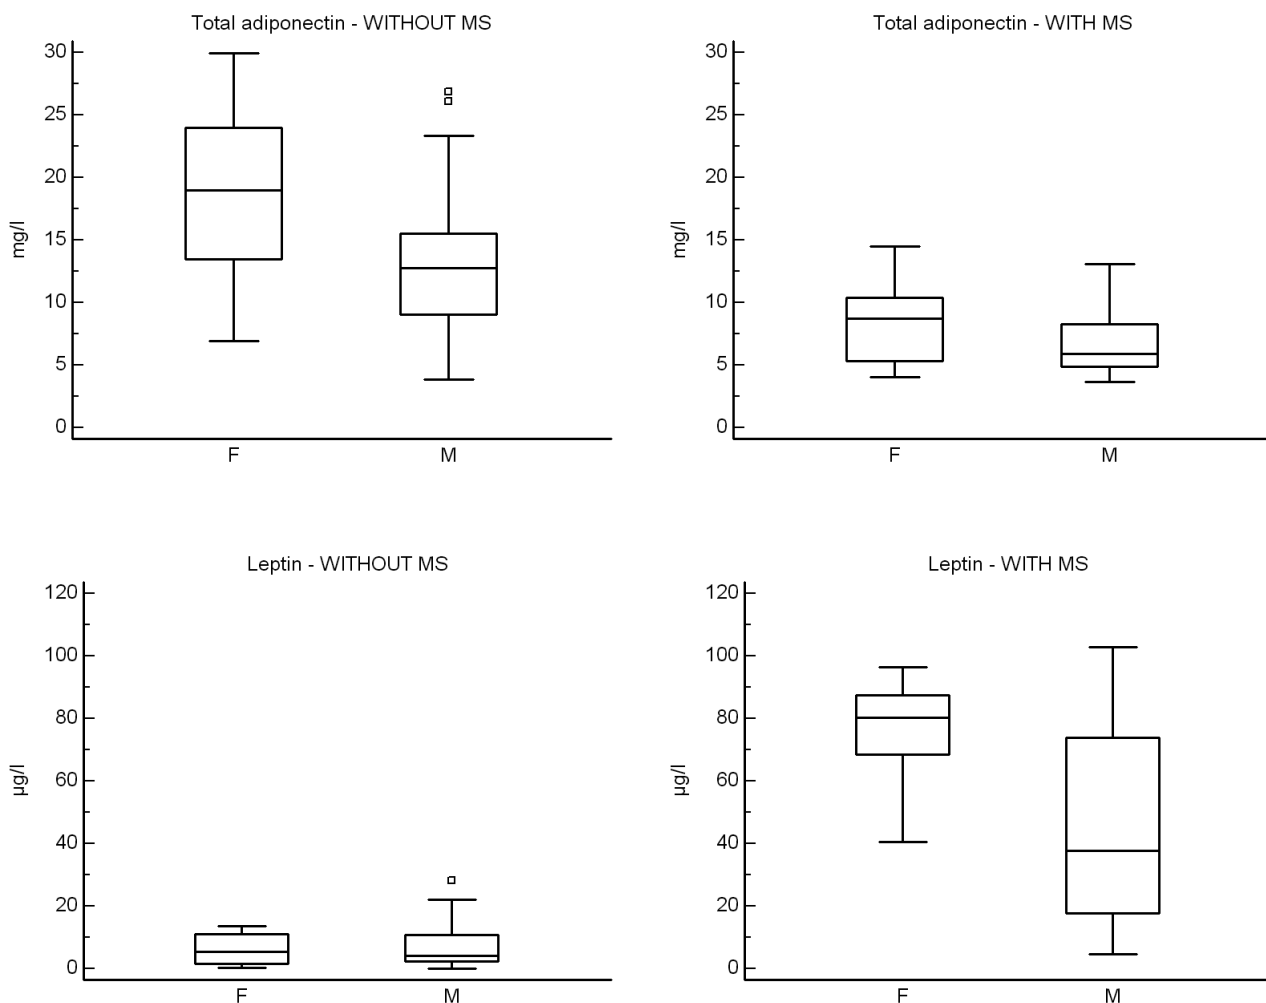 Total adiponectin - WITHOUT MS
30
25
20
15
10
5
0
mg/l
F M
Total adiponectin - WITH MS
30
25
20
15
10
5
0
mg/l
F M
Leptin - WITHOUT MS
120
100
80
60
40
20
0
µg/l
F M
Leptin - WITH MS
120
100
80
60
40
20
0
µg/l
F M